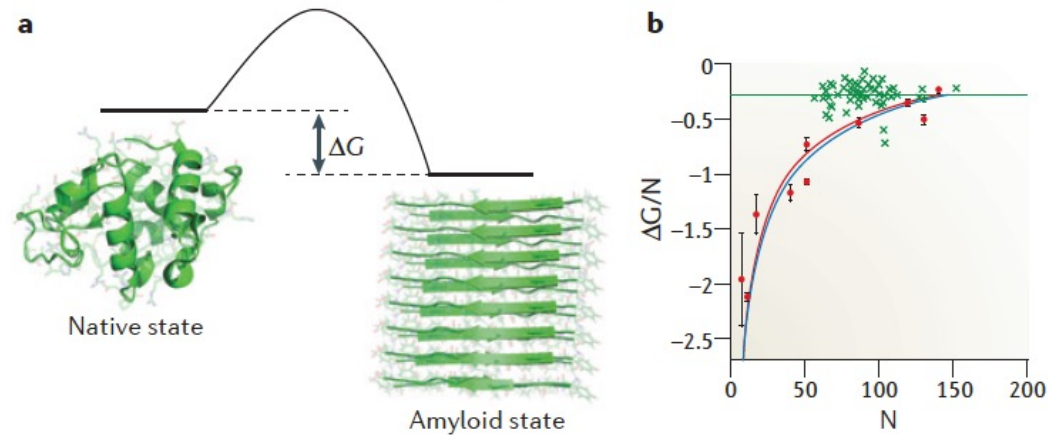 a
ΔG
Native state
Amyloid state
b
0
−0.5
−1
−1.5
−2
−2.5
ΔG/N
0 50 100 150 200
N